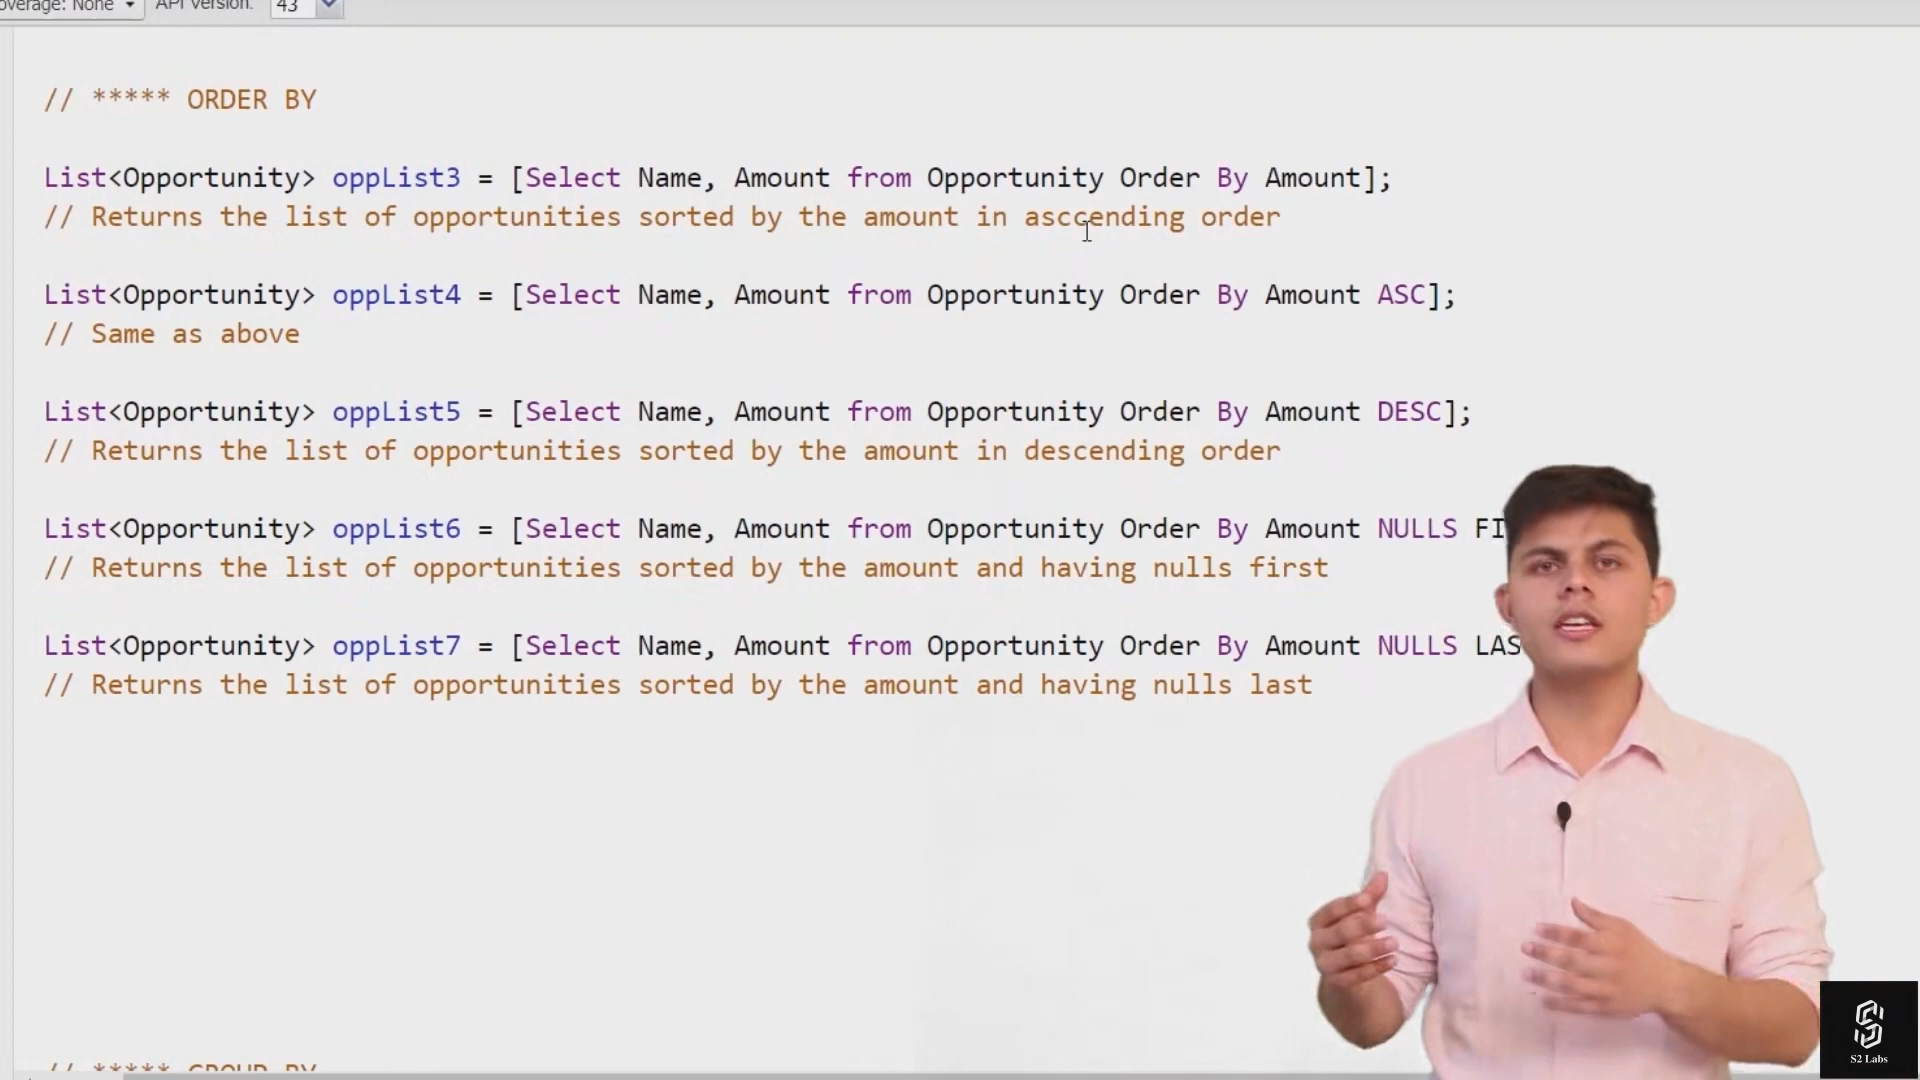 API Version: 43
// ***** ORDER BY
List<Opportunity> oppList3 = [Select Name, Amount from Opportunity Order By Amount];
// Returns the list of opportunities sorted by the amount in asccending order
List<Opportunity> oppList4 = [Select Name, Amount from Opportunity Order By Amount ASC];
// Same as above
List<Opportunity> oppList5 = [Select Name, Amount from Opportunity Order By Amount DESC];
// Returns the list of opportunities sorted by the amount in descending order
List<Opportunity> oppList6 = [Select Name, Amount from Opportunity Order By Amount NULLS FI
// Returns the list of opportunities sorted by the amount and having nulls first
List<Opportunity> oppList7 = [Select Name, Amount from Opportunity Order By Amount NULLS LAS
// Returns the list of opportunities sorted by the amount and having nulls last
// ***** GROUP BY
S2 Labs